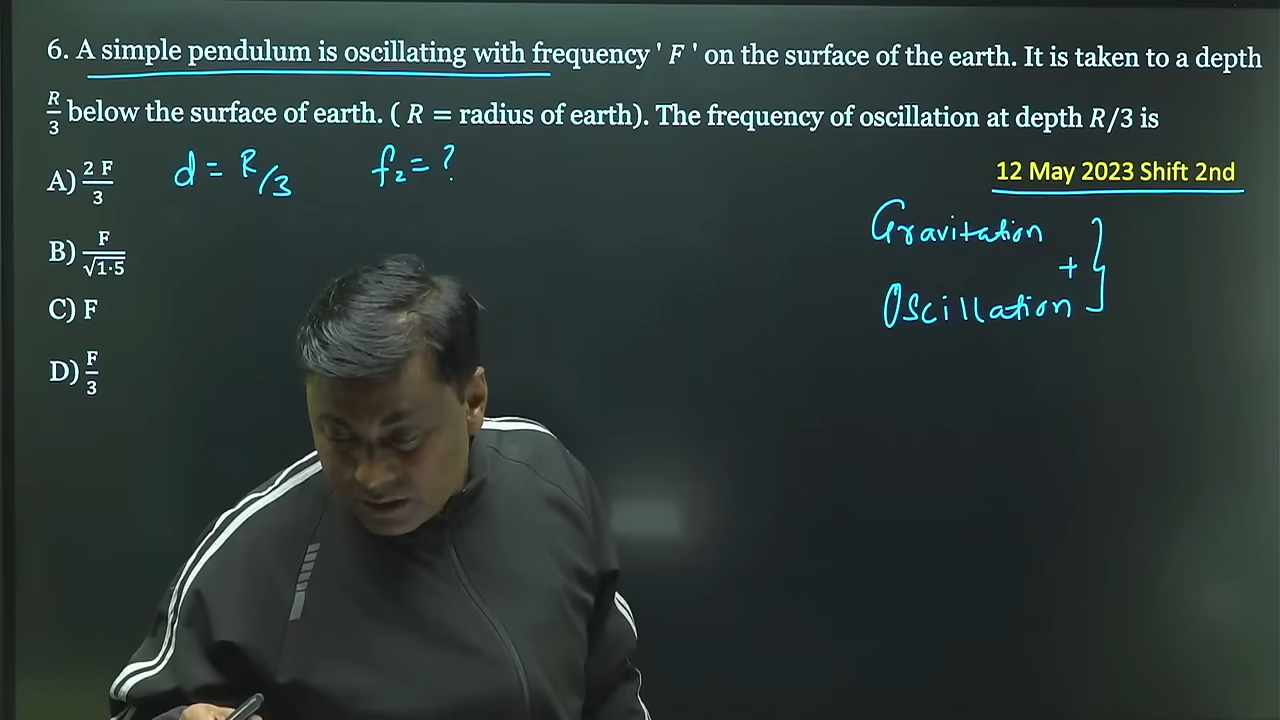 6. A simple pendulum is oscillating with frequency ' F ' on the surface of the earth. It is taken to a depth
R/3 below the surface of earth. ( R = radius of earth). The frequency of oscillation at depth R/3 is
A) 2 F/3
d = R/3 f₂ = ?
12 May 2023 Shift 2nd
B) F/√1·5
C) F
D) F/3
Gravitation
+
Oscillation